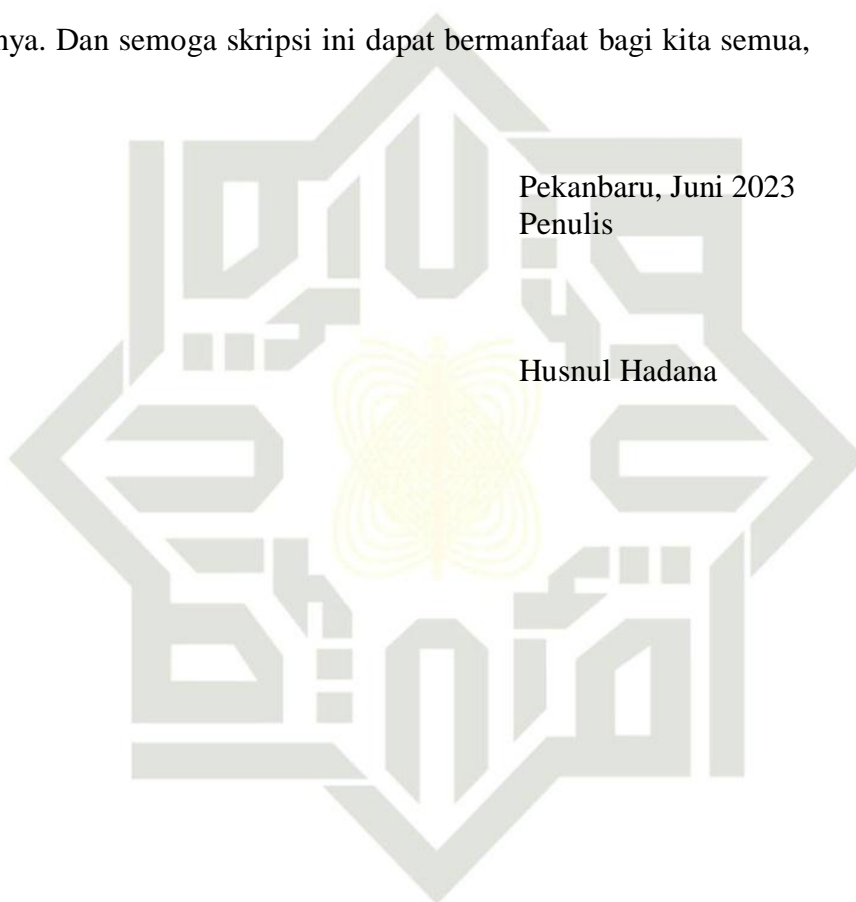 nya. Dan semoga skripsi ini dapat bermanfaat bagi kita semua,
Pekanbaru, Juni 2023
Penulis
Husnul Hadana